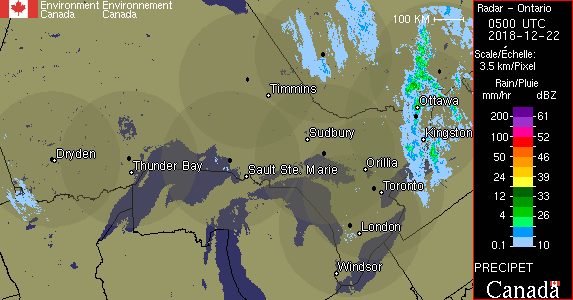 Environment Environnement
Canada Canada
100 KM
Radar - Ontario
0500 UTC
2018-12-22
Scale/Échelle:
3.5 km/Pixel
Rain/Pluie
mm/hr dBZ
200 61
100 52
50 46
24 39
12 33
4 26
0.1 10
PRECIPET
Canada
Timmins
Ottawa
Sudbury
Kingston
Dryden
Thunder Bay
Sault Ste. Marie
Orillia
Toronto
London
Windsor